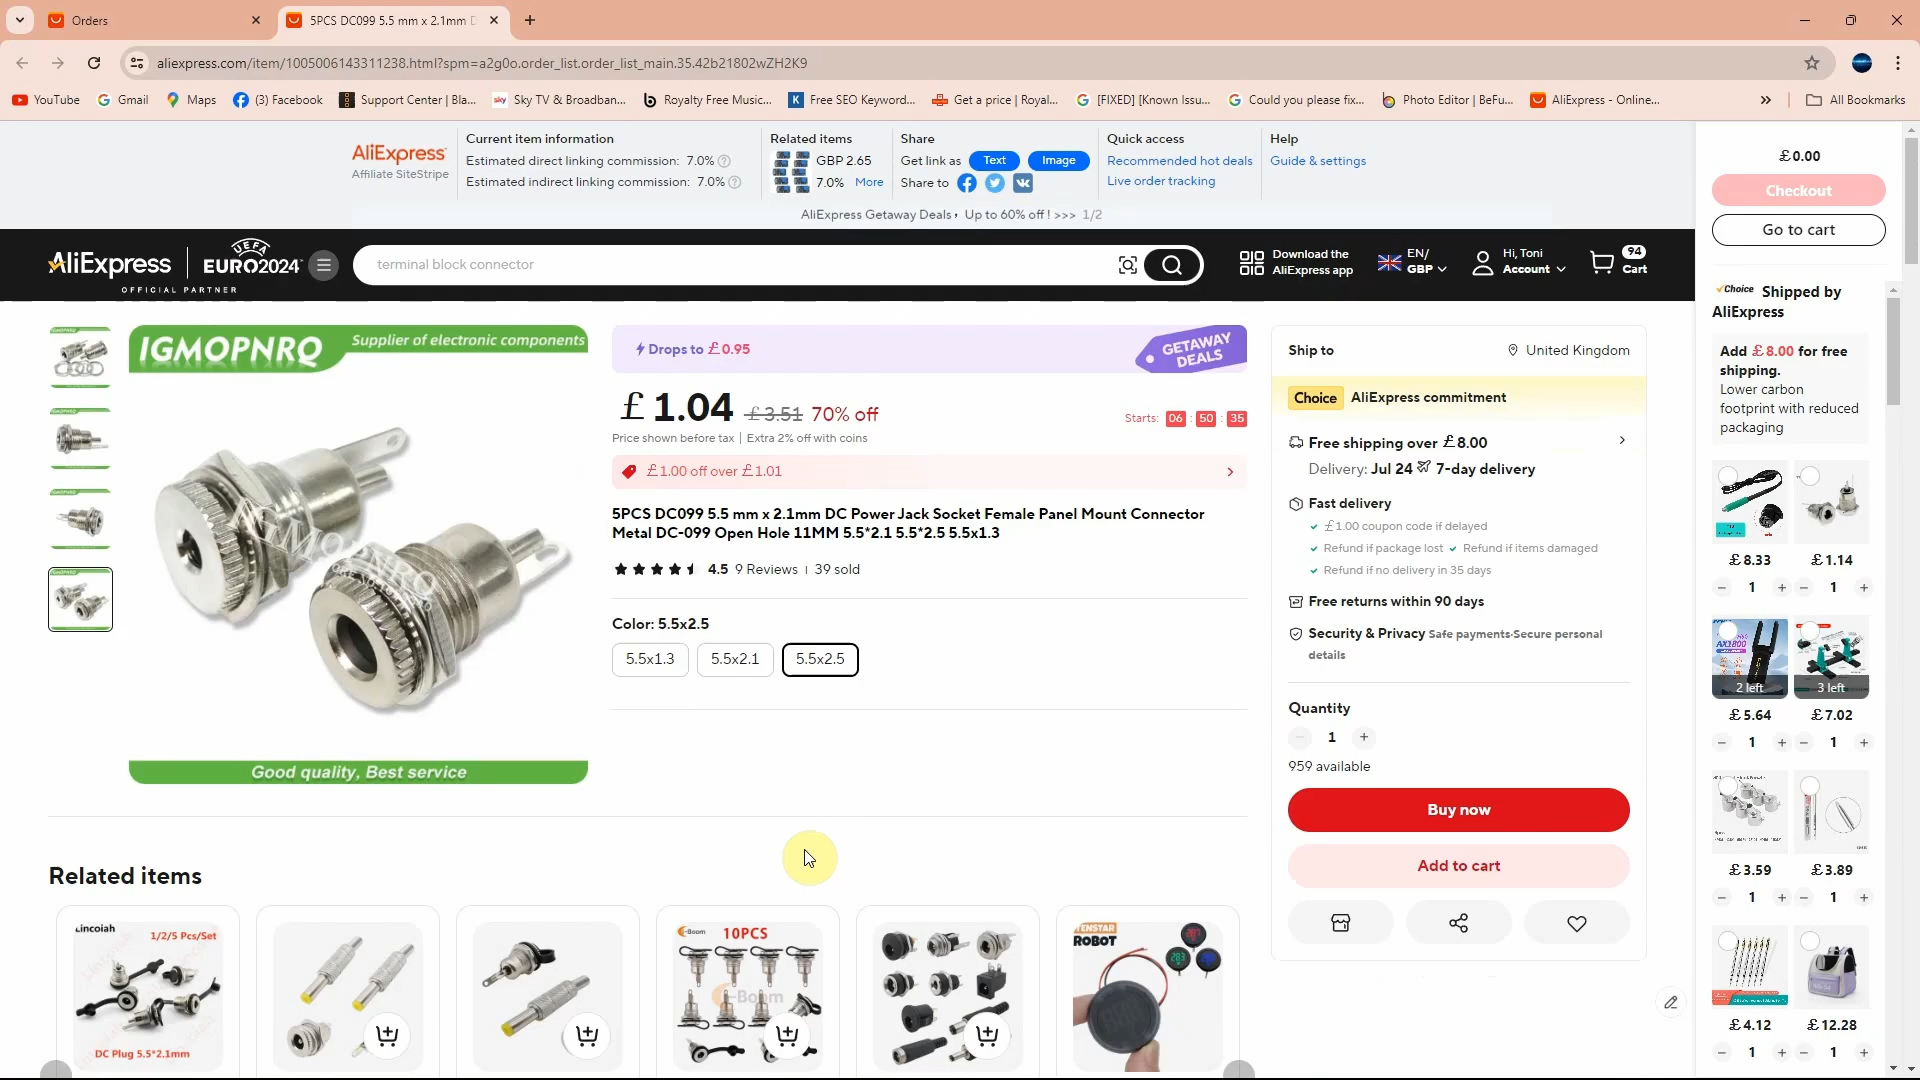 Orders
5PCS DC099 5.5 mm x 2.1mm D
aliexpress.com/item/1005006143311238.html?spm=a2g0o.order_list.order_list_main.35.42b21802wZH2K9
YouTube
Gmail
Maps
(3) Facebook
Support Center | Bla...
Sky TV & Broadban...
Royalty Free Music...
Free SEO Keyword...
Get a price | Royal...
[FIXED] [Known Issu...
Could you please fix...
Photo Editor | BeFu...
AliExpress - Online...
All Bookmarks
AliExpress
Affiliate SiteStripe
Current item information
Estimated direct linking commission: 7.0%
Estimated indirect linking commission: 7.0%
Related items
GBP 2.65
7.0% More
Share
Get link as Text Image
Share to
Quick access
Recommended hot deals
Live order tracking
Help
Guide & settings
AliExpress Getaway Deals • Up to 60% off ! >>> 1/2
AliExpress
UEFA
EURO2024
OFFICIAL PARTNER
terminal block connector
Download the
AliExpress app
EN/
GBP
Hi, Toni
Account
94
Cart
IGMOPNRQ
Supplier of electronic components
Good quality, Best service
Drops to £0.95
GETAWAY
DEALS
£1.04 £3.51 70% off
Starts: 06 : 50 : 35
Price shown before tax | Extra 2% off with coins
£1.00 off over £1.01
5PCS DC099 5.5 mm x 2.1mm DC Power Jack Socket Female Panel Mount Connector
Metal DC-099 Open Hole 11MM 5.5*2.1 5.5*2.5 5.5x1.3
4.5 9 Reviews | 39 sold
Color: 5.5x2.5
5.5x1.3
5.5x2.1
5.5x2.5
Ship to
United Kingdom
Choice AliExpress commitment
Free shipping over £8.00
Delivery: Jul 24 7-day delivery
Fast delivery
£1.00 coupon code if delayed
Refund if package lost
Refund if items damaged
Refund if no delivery in 35 days
Free returns within 90 days
Security & Privacy Safe payments·Secure personal
details
Quantity
1
959 available
Buy now
Add to cart
Related items
Lincoiah
1/2/5 Pcs/Set
DC Plug 5.5*2.1mm
E-Boom
10PCS
E-Boom
TENSTAR
ROBOT
£0.00
Checkout
Go to cart
Choice Shipped by
AliExpress
Add £8.00 for free
shipping.
Lower carbon
footprint with reduced
packaging
£8.33
£1.14
1
1
AX1800
2 left
3 left
£5.64
£7.02
1
1
£3.59
£3.89
1
1
£4.12
£12.28
1
1